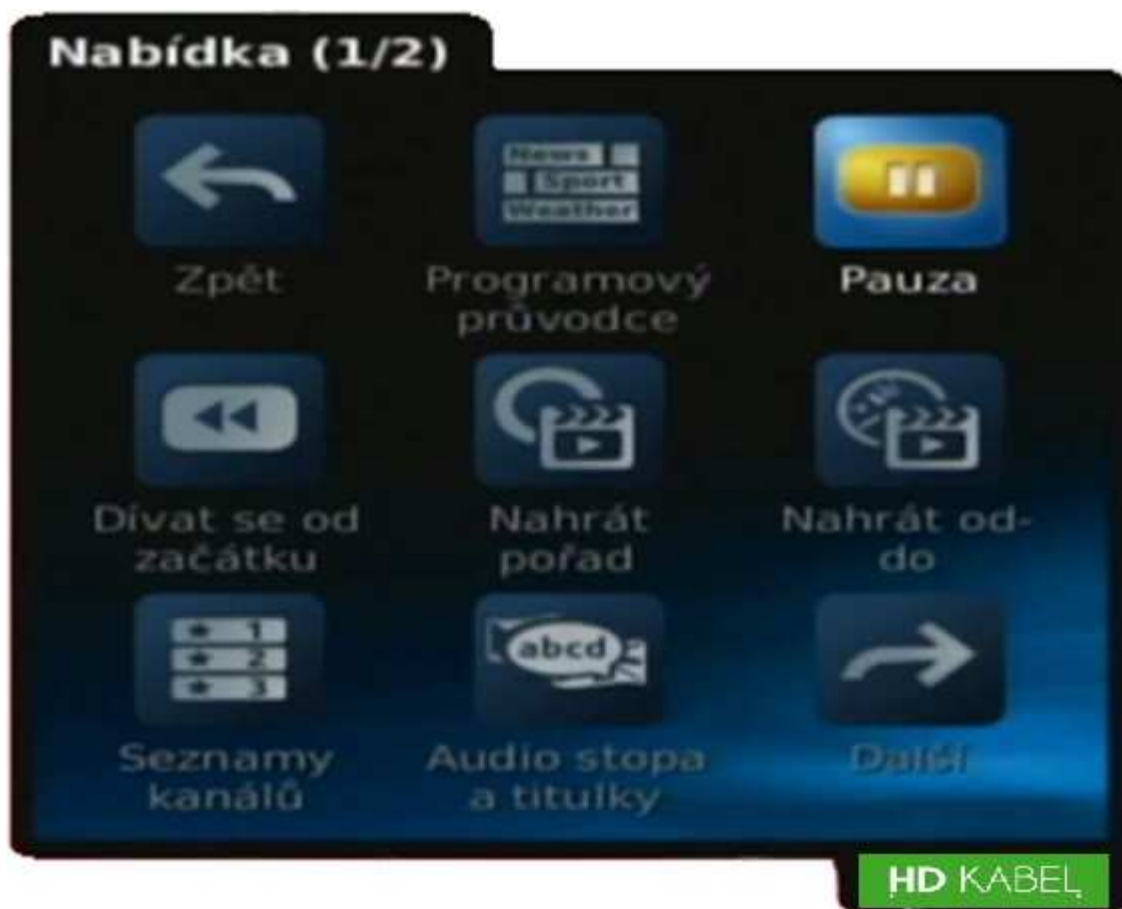 Nabídka (1/2)
News
Sport
Weather
Zpět
Programový
průvodce
Pauza
Dívat se od
začátku
Nahrát
pořad
Nahrát od-
do
1
2
3
abcd
Seznamy
kanálů
Audio stopa
a titulky
Další
HD KABEL